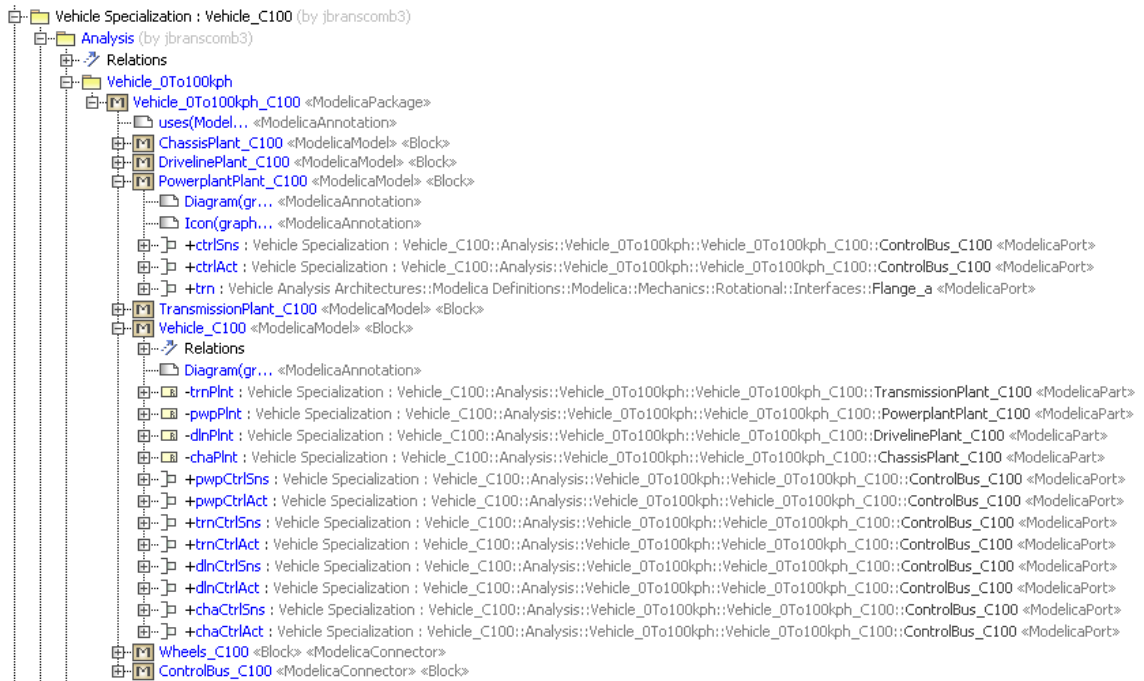 Vehicle Specialization : Vehicle_C100 (by jbranscomb3)
Analysis (by jbranscomb3)
Relations
Vehicle_0To100kph
Vehicle_0To100kph_C100 «ModelicaPackage»
uses(Model... «ModelicaAnnotation»
ChassisPlant_C100 «ModelicaModel» «Block»
DrivelinePlant_C100 «ModelicaModel» «Block»
PowerplantPlant_C100 «ModelicaModel» «Block»
Diagram(gr... «ModelicaAnnotation»
Icon(graph... «ModelicaAnnotation»
+ctrlSns : Vehicle Specialization : Vehicle_C100::Analysis::Vehicle_0To100kph::Vehicle_0To100kph_C100::ControlBus_C100 «ModelicaPort»
+ctrlAct : Vehicle Specialization : Vehicle_C100::Analysis::Vehicle_0To100kph::Vehicle_0To100kph_C100::ControlBus_C100 «ModelicaPort»
+trn : Vehicle Analysis Architectures::Modelica Definitions::Modelica::Mechanics::Rotational::Interfaces::Flange_a «ModelicaPort»
TransmissionPlant_C100 «ModelicaModel» «Block»
Vehicle_C100 «ModelicaModel» «Block»
Relations
Diagram(gr... «ModelicaAnnotation»
-trnPlnt : Vehicle Specialization : Vehicle_C100::Analysis::Vehicle_0To100kph::Vehicle_0To100kph_C100::TransmissionPlant_C100 «ModelicaPart»
-pwpPlnt : Vehicle Specialization : Vehicle_C100::Analysis::Vehicle_0To100kph::Vehicle_0To100kph_C100::PowerplantPlant_C100 «ModelicaPart»
-dlnPlnt : Vehicle Specialization : Vehicle_C100::Analysis::Vehicle_0To100kph::Vehicle_0To100kph_C100::DrivelinePlant_C100 «ModelicaPart»
-chaPlnt : Vehicle Specialization : Vehicle_C100::Analysis::Vehicle_0To100kph::Vehicle_0To100kph_C100::ChassisPlant_C100 «ModelicaPart»
+pwpCtrlSns : Vehicle Specialization : Vehicle_C100::Analysis::Vehicle_0To100kph::Vehicle_0To100kph_C100::ControlBus_C100 «ModelicaPort»
+pwpCtrlAct : Vehicle Specialization : Vehicle_C100::Analysis::Vehicle_0To100kph::Vehicle_0To100kph_C100::ControlBus_C100 «ModelicaPort»
+trnCtrlSns : Vehicle Specialization : Vehicle_C100::Analysis::Vehicle_0To100kph::Vehicle_0To100kph_C100::ControlBus_C100 «ModelicaPort»
+trnCtrlAct : Vehicle Specialization : Vehicle_C100::Analysis::Vehicle_0To100kph::Vehicle_0To100kph_C100::ControlBus_C100 «ModelicaPort»
+dlnCtrlSns : Vehicle Specialization : Vehicle_C100::Analysis::Vehicle_0To100kph::Vehicle_0To100kph_C100::ControlBus_C100 «ModelicaPort»
+dlnCtrlAct : Vehicle Specialization : Vehicle_C100::Analysis::Vehicle_0To100kph::Vehicle_0To100kph_C100::ControlBus_C100 «ModelicaPort»
+chaCtrlSns : Vehicle Specialization : Vehicle_C100::Analysis::Vehicle_0To100kph::Vehicle_0To100kph_C100::ControlBus_C100 «ModelicaPort»
+chaCtrlAct : Vehicle Specialization : Vehicle_C100::Analysis::Vehicle_0To100kph::Vehicle_0To100kph_C100::ControlBus_C100 «ModelicaPort»
Wheels_C100 «Block» «ModelicaConnector»
ControlBus_C100 «ModelicaConnector» «Block»